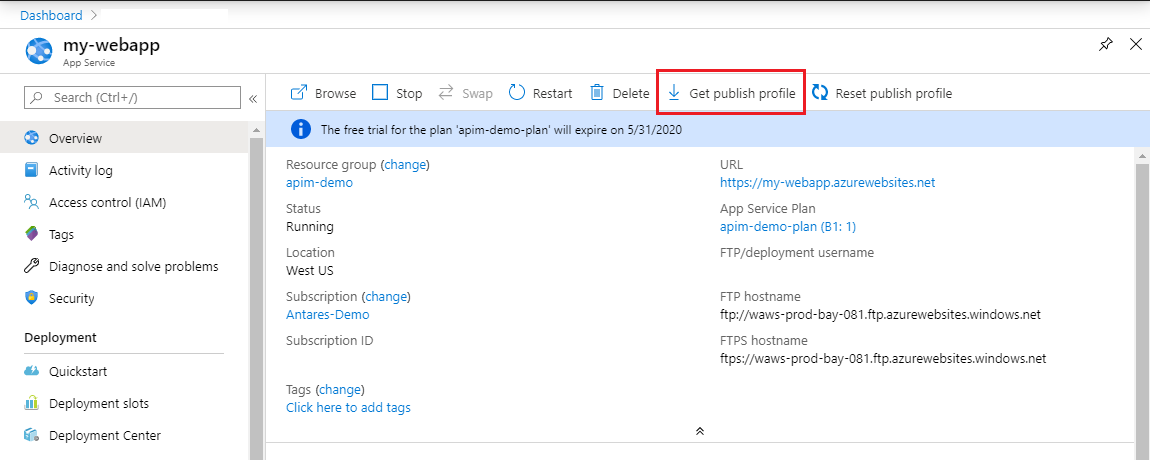 Dashboard >
my-webapp
App Service
Search (Ctrl+/)
«
Browse Stop Swap Restart Delete Get publish profile Reset publish profile
The free trial for the plan 'apim-demo-plan' will expire on 5/31/2020
Overview
Activity log
Access control (IAM)
Tags
Diagnose and solve problems
Security
Deployment
Quickstart
Deployment slots
Deployment Center
Resource group (change)
apim-demo
Status
Running
Location
West US
Subscription (change)
Antares-Demo
Subscription ID
Tags (change)
Click here to add tags
URL
https://my-webapp.azurewebsites.net
App Service Plan
apim-demo-plan (B1: 1)
FTP/deployment username
FTP hostname
ftp://waws-prod-bay-081.ftp.azurewebsites.windows.net
FTPS hostname
ftps://waws-prod-bay-081.ftp.azurewebsites.windows.net